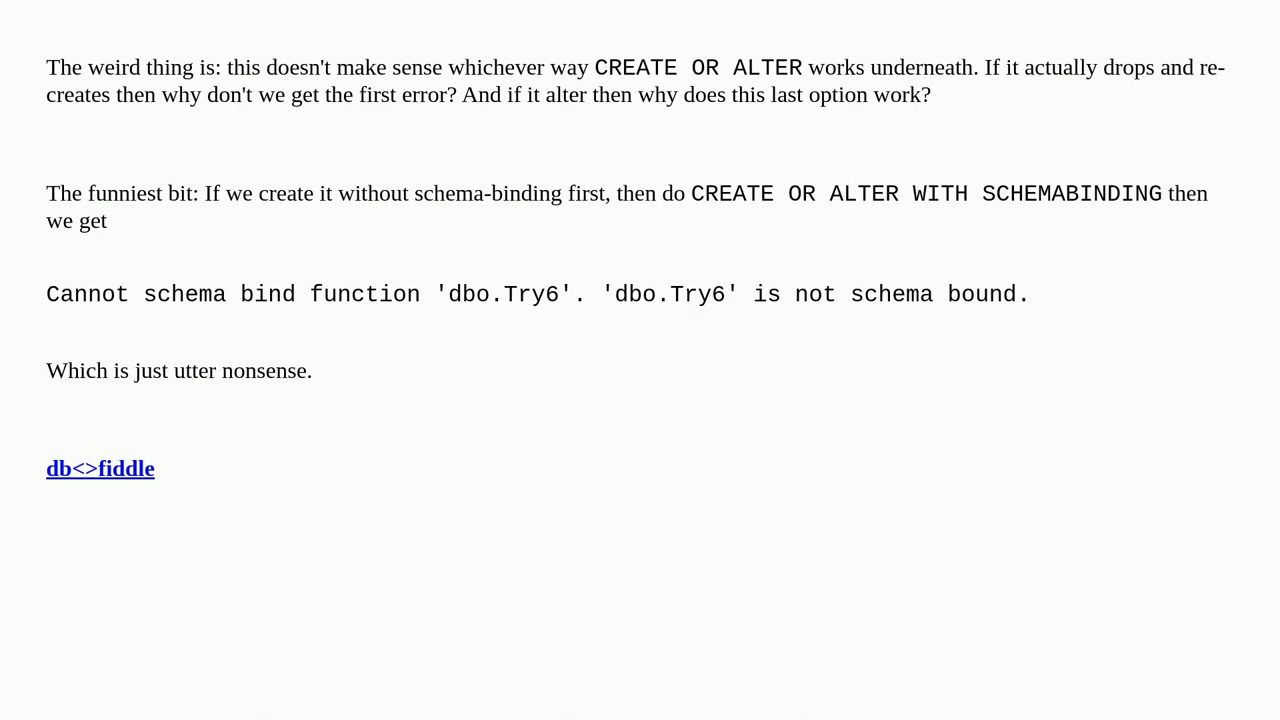 The weird thing is: this doesn't make sense whichever way CREATE OR ALTER works underneath. If it actually drops and re-
creates then why don't we get the first error? And if it alter then why does this last option work?
The funniest bit: If we create it without schema-binding first, then do CREATE OR ALTER WITH SCHEMABINDING then
we get
Cannot schema bind function 'dbo.Try6'. 'dbo.Try6' is not schema bound.
Which is just utter nonsense.
db<>fiddle